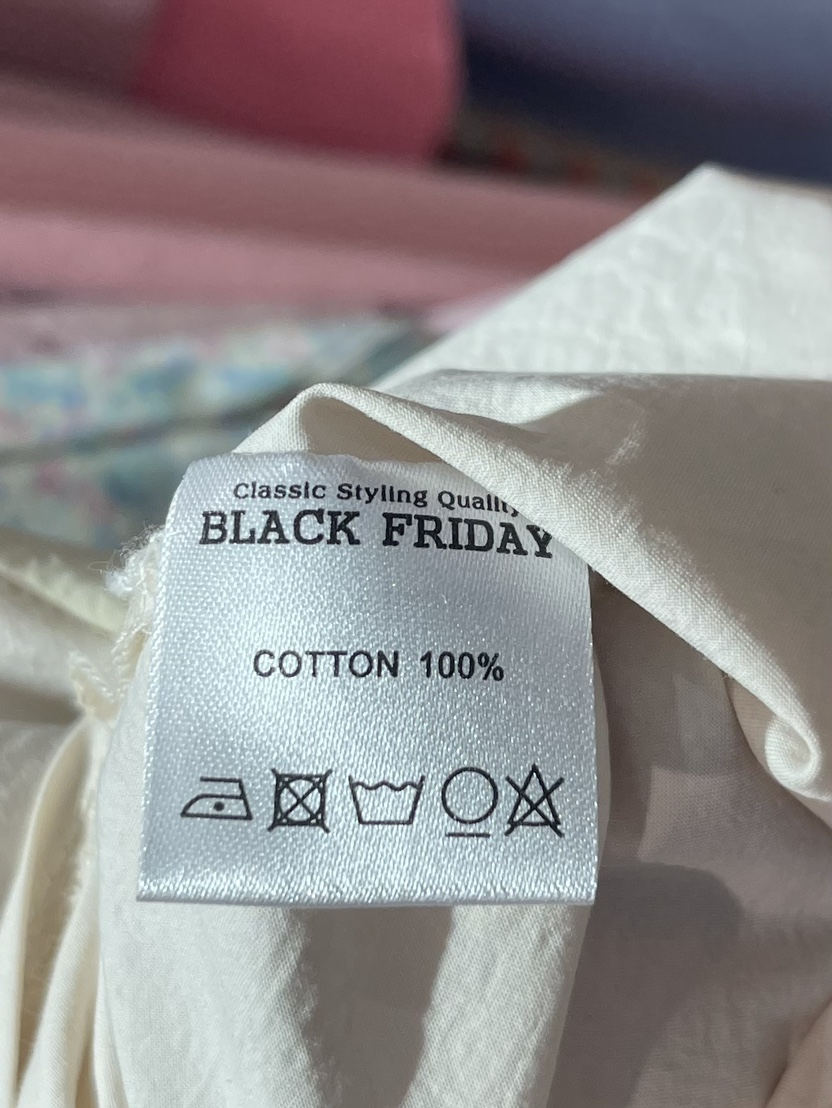 Classic Styling Quality
BLACK FRIDAY
COTTON 100%